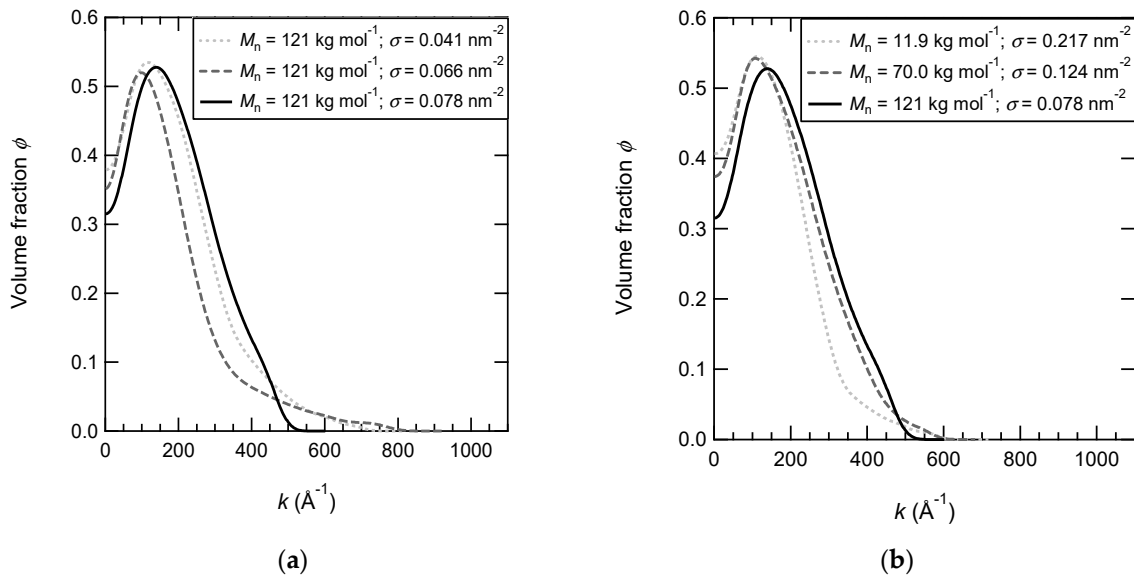 0.6
0.5
0.4
0.3
0.2
0.1
0.0
Volume fraction ϕ
Mn = 121 kg mol⁻¹; σ = 0.041 nm⁻²
Mn = 121 kg mol⁻¹; σ = 0.066 nm⁻²
Mn = 121 kg mol⁻¹; σ = 0.078 nm⁻²
0 200 400 600 800 1000
k (Å⁻¹)
(a)
0.6
0.5
0.4
0.3
0.2
0.1
0.0
Volume fraction ϕ
Mn = 11.9 kg mol⁻¹; σ = 0.217 nm⁻²
Mn = 70.0 kg mol⁻¹; σ = 0.124 nm⁻²
Mn = 121 kg mol⁻¹; σ = 0.078 nm⁻²
0 200 400 600 800 1000
k (Å⁻¹)
(b)